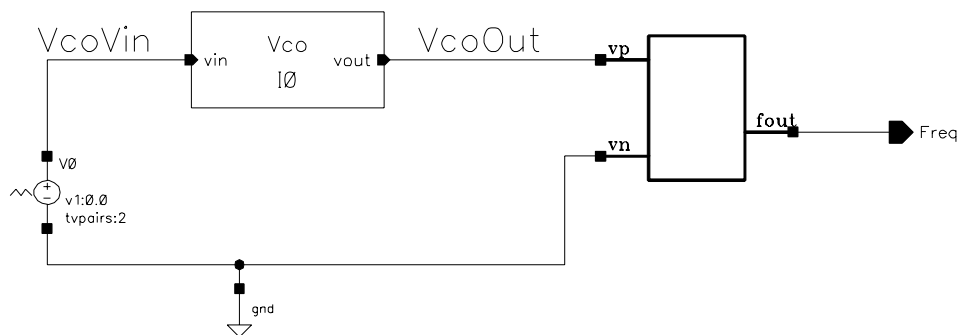 VcoVin
Vco
I0
vin
vout
VcoOut
vp
vn
fout
Freq
V0
+
−
v1:0.0
tvpairs:2
gnd